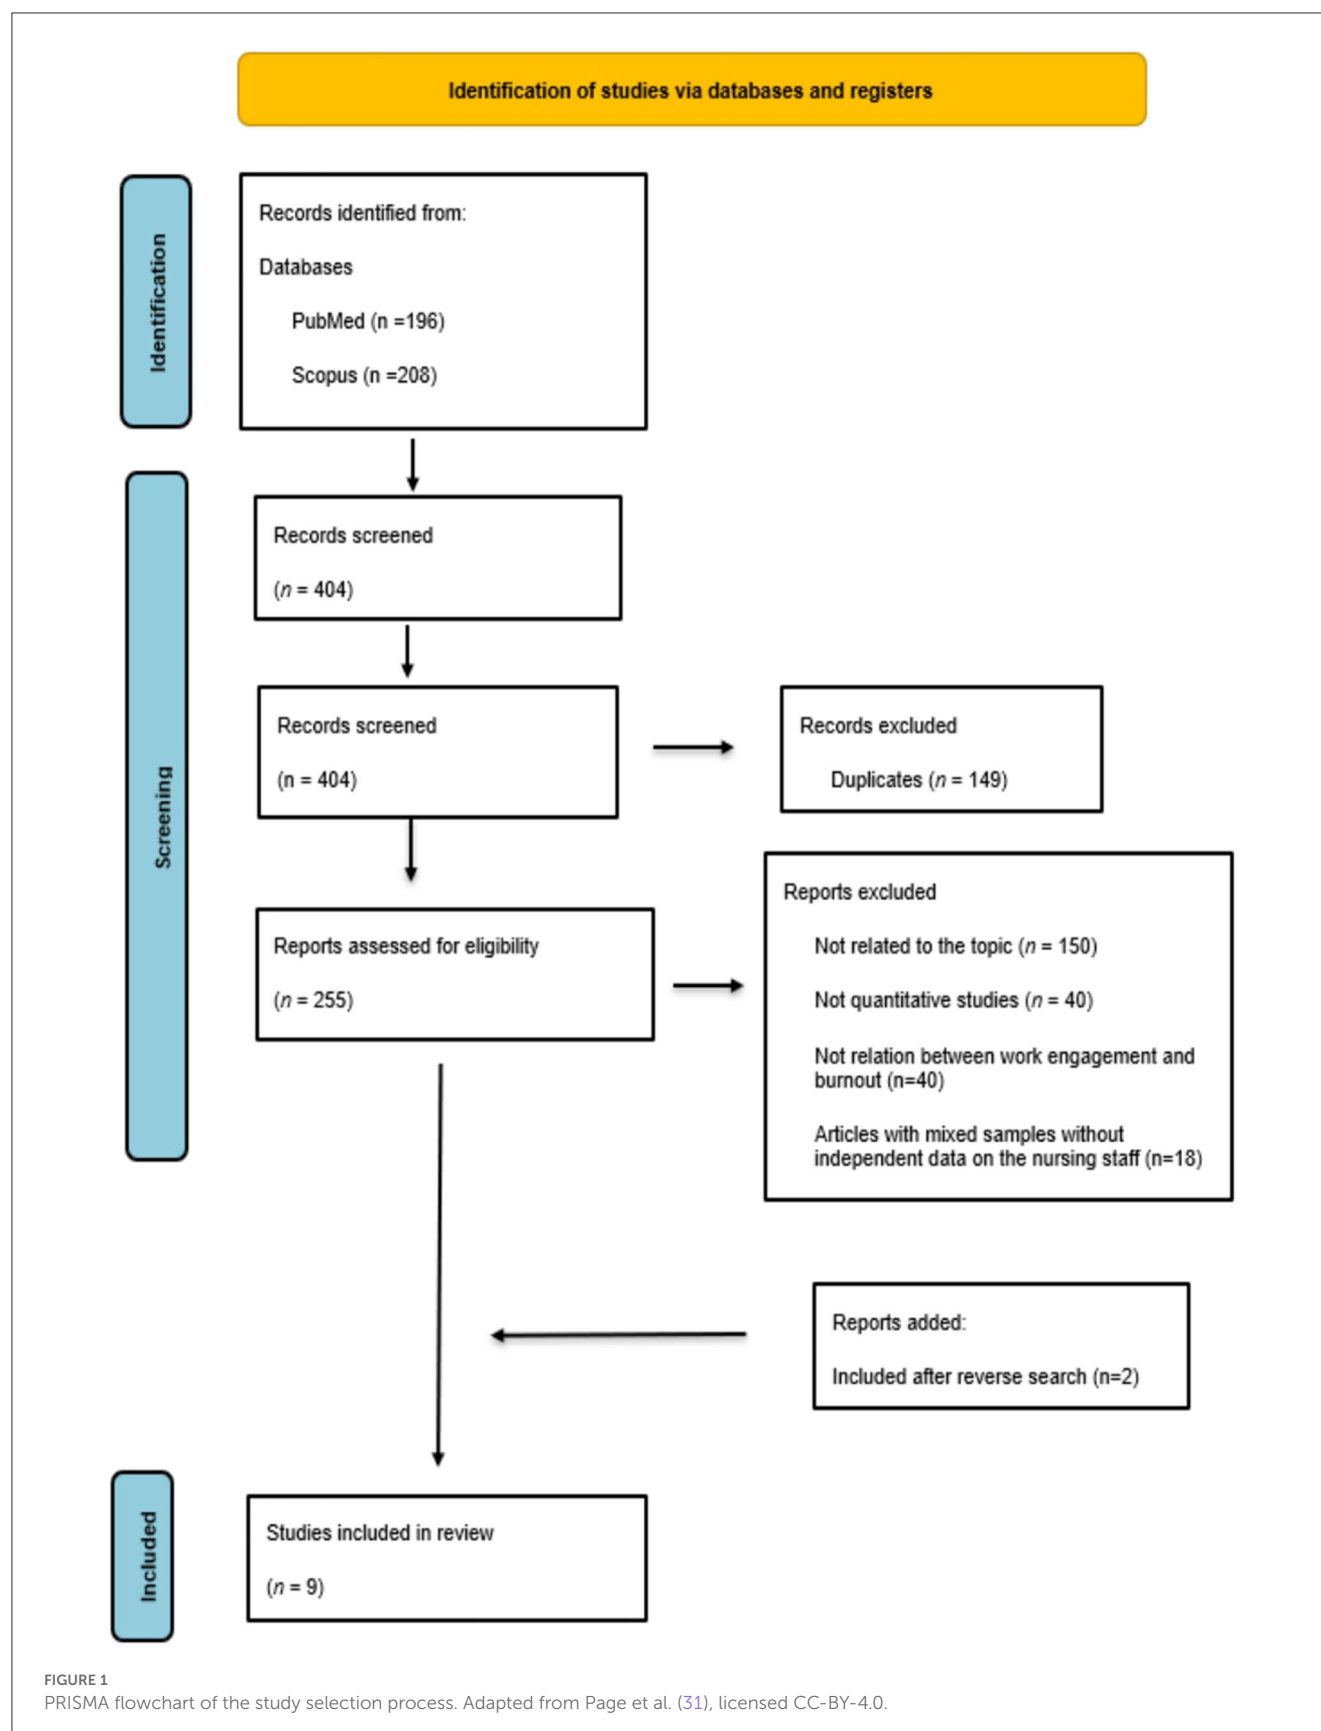 Identification of studies via databases and registers
Identification
Records identified from:
Databases
PubMed (n =196)
Scopus (n =208)
Screening
Records screened
(n = 404)
Records screened
(n = 404)
Records excluded
Duplicates (n = 149)
Reports assessed for eligibility
(n = 255)
Reports excluded
Not related to the topic (n = 150)
Not quantitative studies (n = 40)
Not relation between work engagement and
burnout (n=40)
Articles with mixed samples without
independent data on the nursing staff (n=18)
Reports added:
Included after reverse search (n=2)
Included
Studies included in review
(n = 9)
FIGURE 1
PRISMA flowchart of the study selection process. Adapted from Page et al. (31), licensed CC-BY-4.0.